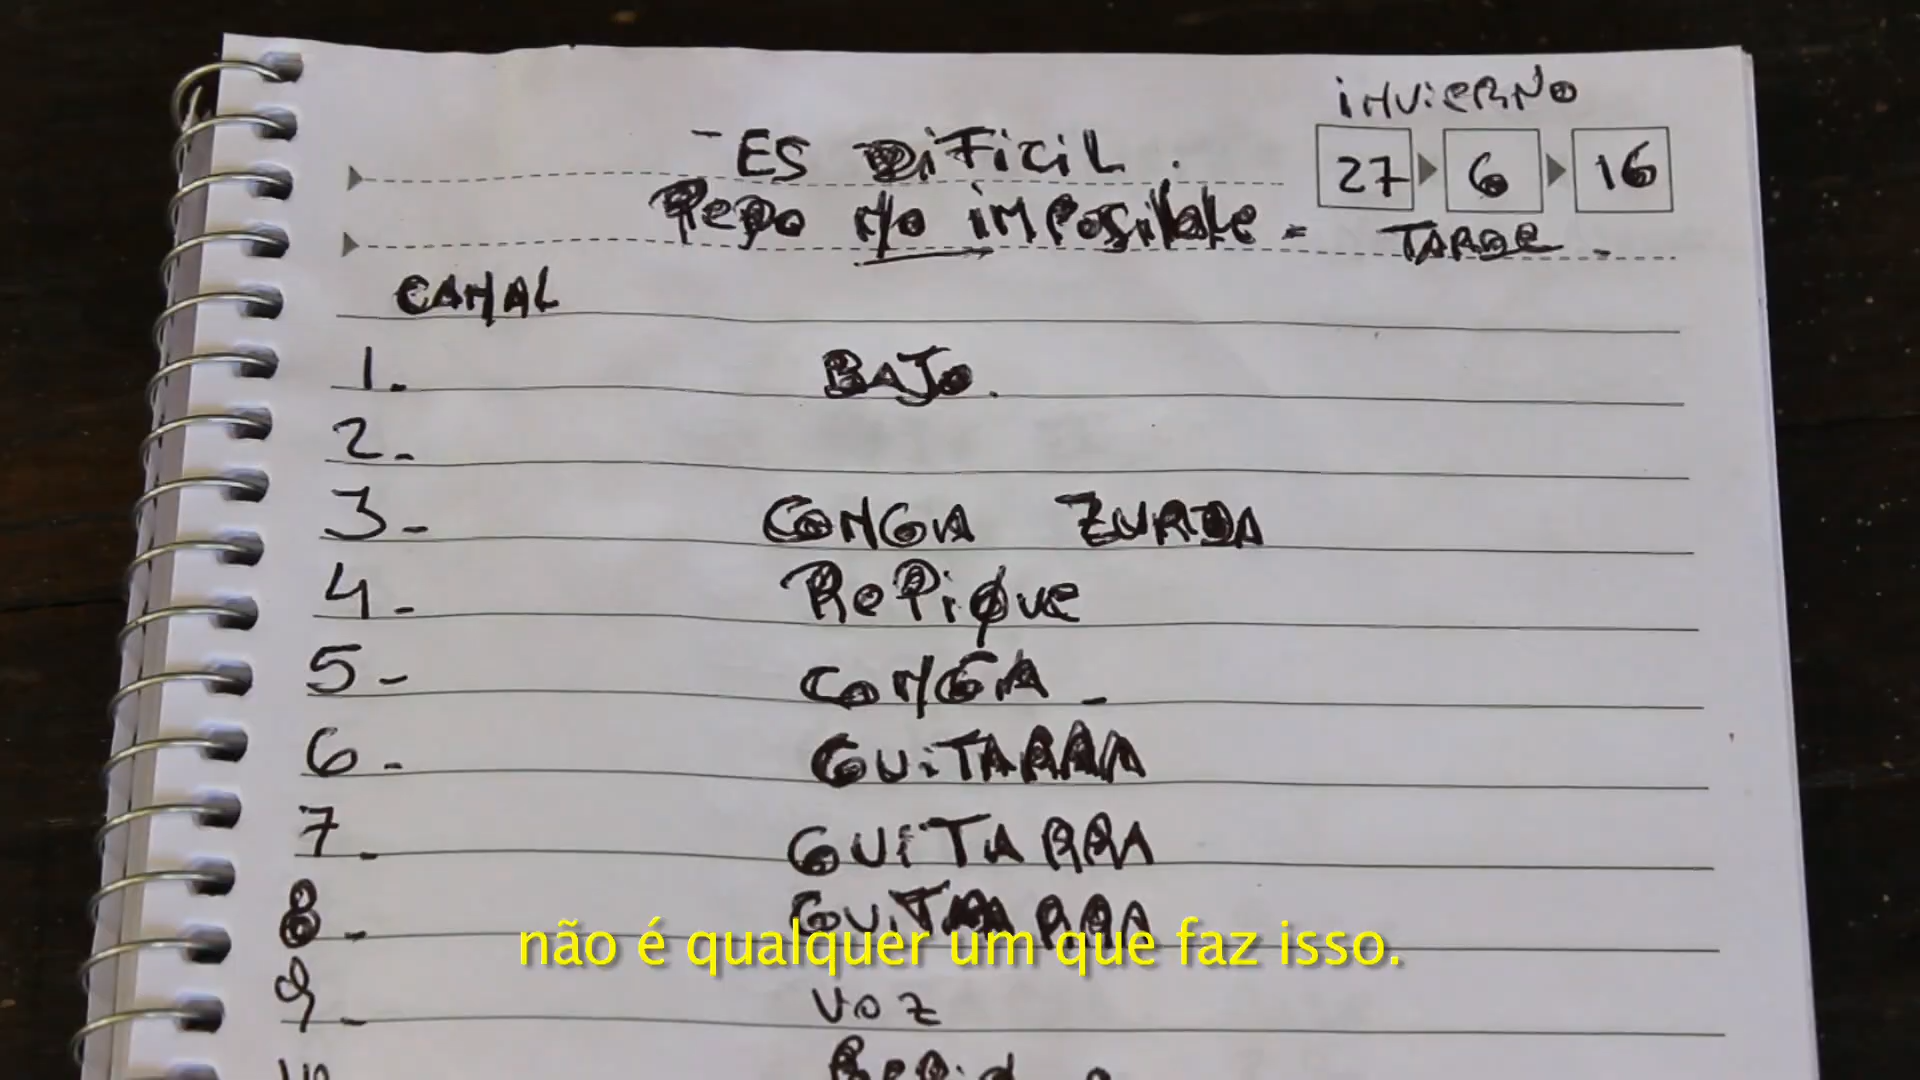 INVIERNO
- ES DIFICIL.
27 6 16
Pero no imposible -
TARDE -
CANAL
1- BAJO.
2-
3- CONGA ZURDA
4- Repique
5- CONGA -
6- GUITARRA
7- GUITARRA
8- GUITARRA
não é qualquer um que faz isso.
9- voz